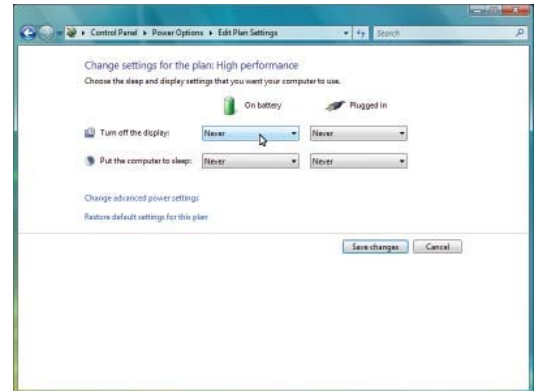 Control Panel ▸ Power Options ▸ Edit Plan Settings Search
Change settings for the plan: High performance
Choose the sleep and display settings that you want your computer to use.
On battery Plugged in
Turn off the display: Never Never
Put the computer to sleep: Never Never
Change advanced power settings
Restore default settings for this plan
Save changes Cancel